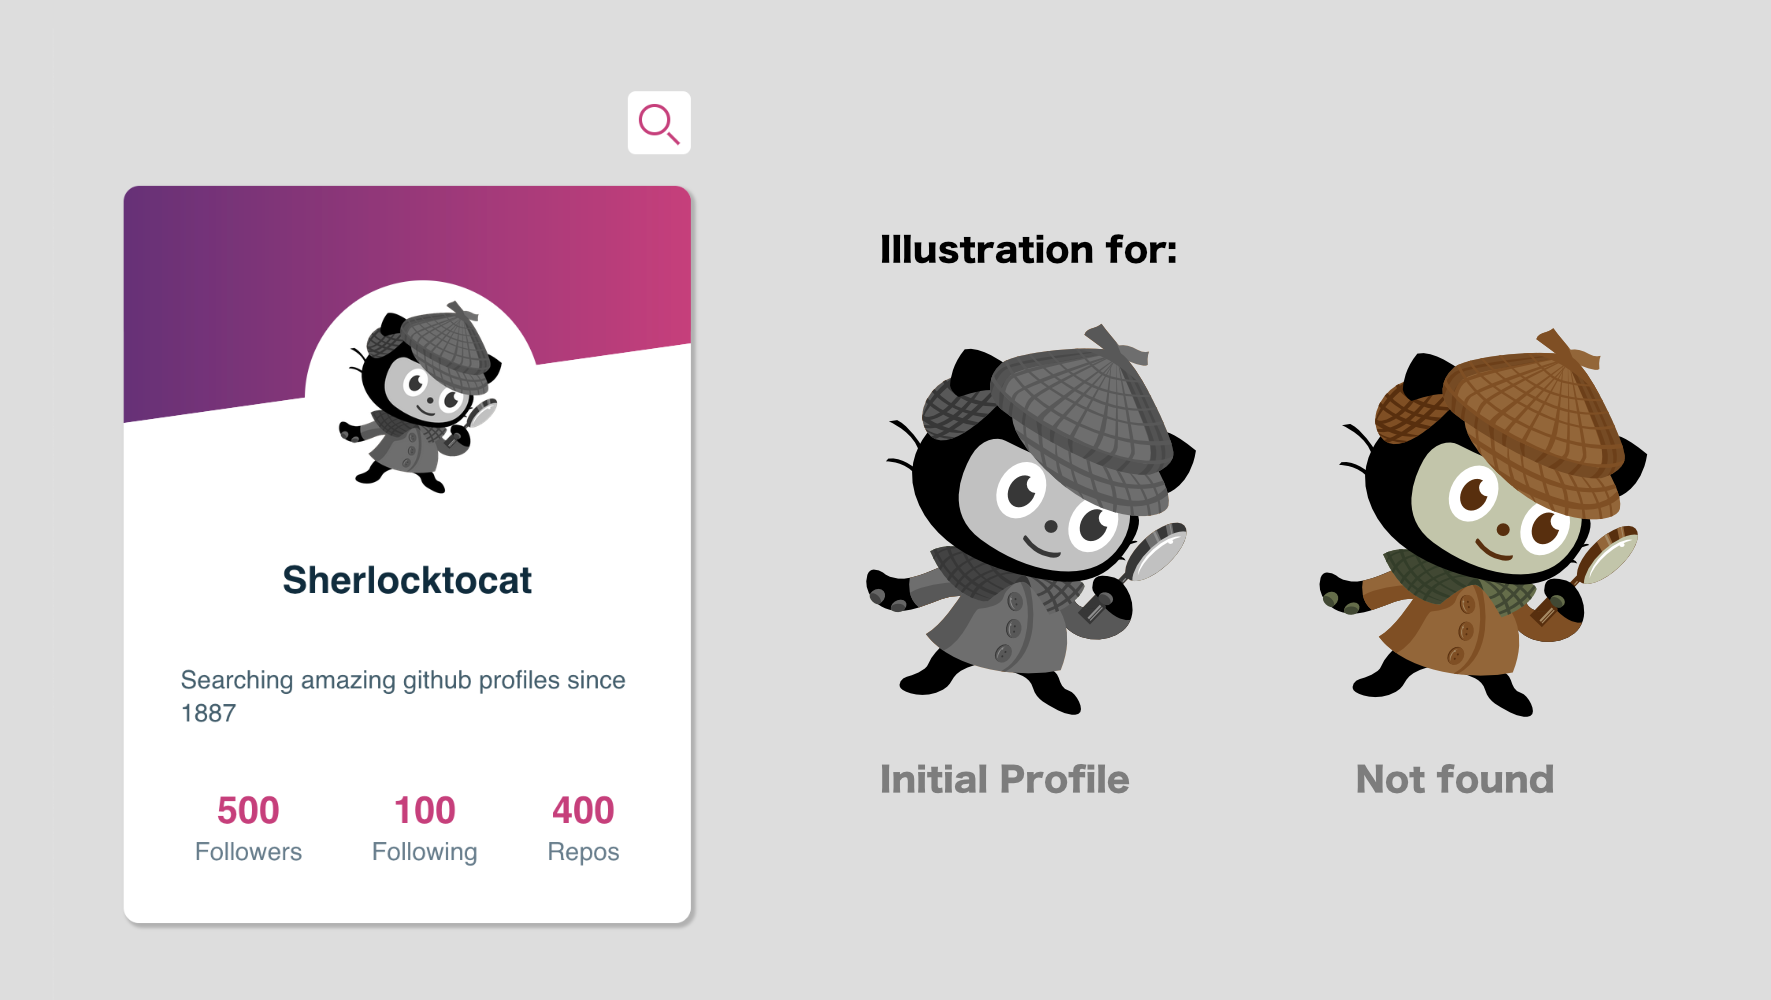 Illustration for:
Sherlocktocat
Searching amazing github profiles since
1887
500
Followers
100
Following
400
Repos
Initial Profile
Not found